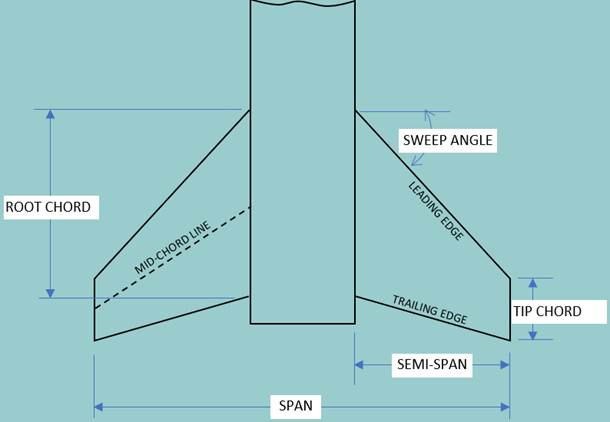 SWEEP ANGLE
ROOT CHORD
LEADING EDGE
MID-CHORD LINE
TRAILING EDGE
TIP CHORD
SEMI-SPAN
SPAN